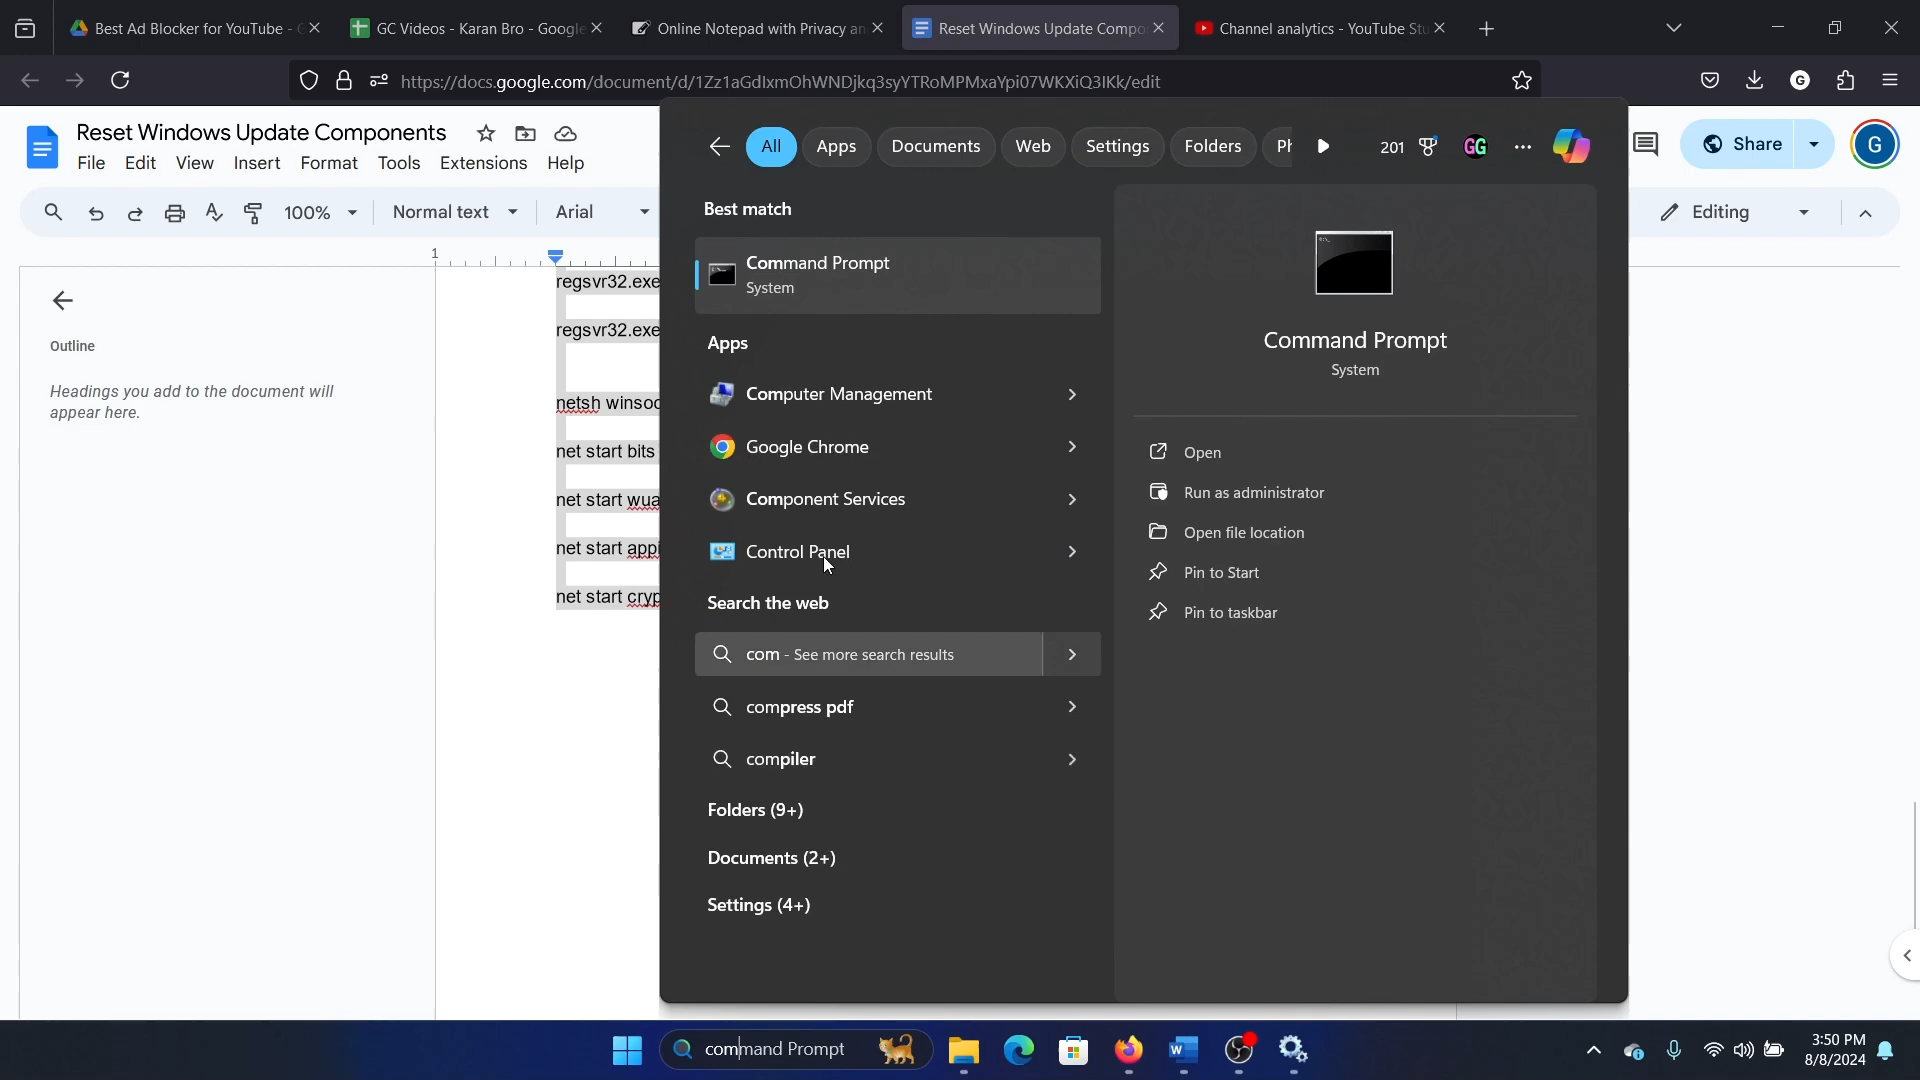 Best Ad Blocker for YouTube -
GC Videos - Karan Bro - Google
Online Notepad with Privacy an
Reset Windows Update Compo
Channel analytics - YouTube Stu
https://docs.google.com/document/d/1Zz1aGdIxmOhWNDjkq3syYTRoMPMxaYpi07WKXiQ3IKk/edit
G
Reset Windows Update Components
File Edit View Insert Format Tools Extensions Help
Share
G
100%
Normal text
Arial
Editing
1
Outline
Headings you add to the document will
appear here.
regsvr32.exe
regsvr32.exe
netsh winsoc
net start bits
net start wua
net start appi
net start cryp
All Apps Documents Web Settings Folders Ph
201
GG
Best match
Command Prompt
System
Apps
Computer Management
Google Chrome
Component Services
Control Panel
Search the web
com - See more search results
compress pdf
compiler
Folders (9+)
Documents (2+)
Settings (4+)
Command Prompt
System
Open
Run as administrator
Open file location
Pin to Start
Pin to taskbar
command Prompt
3:50 PM
8/8/2024